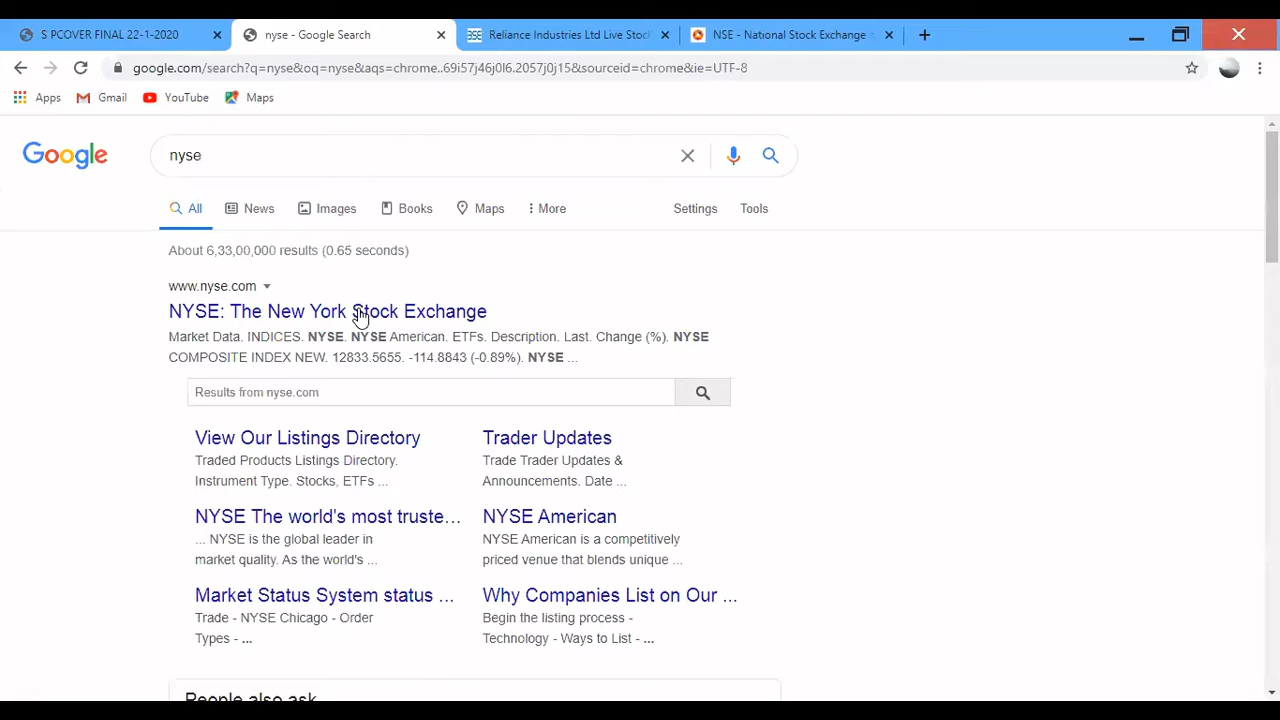 S PCOVER FINAL 22-1-2020
nyse - Google Search
Reliance Industries Ltd Live Stoc
NSE - National Stock Exchange
google.com/search?q=nyse&oq=nyse&aqs=chrome..69i57j46j0l6.2057j0j15&sourceid=chrome&ie=UTF-8
Apps Gmail YouTube Maps
Google
nyse
All News Images Books Maps More Settings Tools
About 6,33,00,000 results (0.65 seconds)
www.nyse.com
NYSE: The New York Stock Exchange
Market Data. INDICES. NYSE. NYSE American. ETFs. Description. Last. Change (%). NYSE
COMPOSITE INDEX NEW. 12833.5655. -114.8843 (-0.89%). NYSE ...
Results from nyse.com
View Our Listings Directory
Traded Products Listings Directory.
Instrument Type. Stocks, ETFs ...
Trader Updates
Trade Trader Updates &
Announcements. Date ...
NYSE The world's most truste...
... NYSE is the global leader in
market quality. As the world's ...
NYSE American
NYSE American is a competitively
priced venue that blends unique ...
Market Status System status ...
Trade - NYSE Chicago - Order
Types - ...
Why Companies List on Our ...
Begin the listing process -
Technology - Ways to List - ...
People also ask